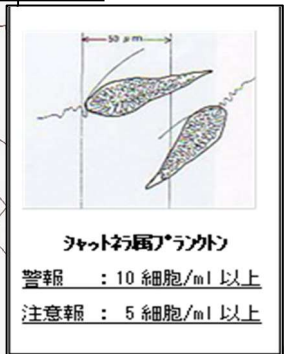 50 μm
シャットネラ属プランクトン
警報 : 10 細胞/ml 以上
注意報 : 5 細胞/ml 以上